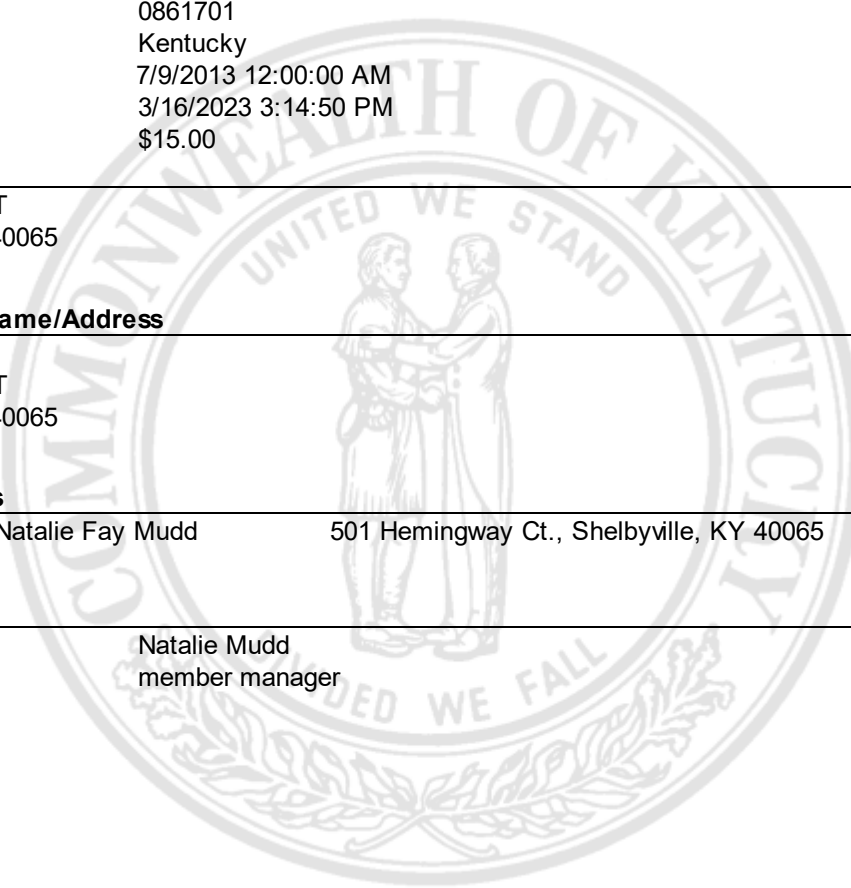 0861701
Kentucky
7/9/2013 12:00:00 AM
3/16/2023 3:14:50 PM
$15.00
T
40065
ame/Address
T
40065
s
Natalie Fay Mudd 501 Hemingway Ct., Shelbyville, KY 40065
Natalie Mudd
member manager
COMMONWEALTH OF KENTUCKY
UNITED WE STAND
DIVIDED WE FALL